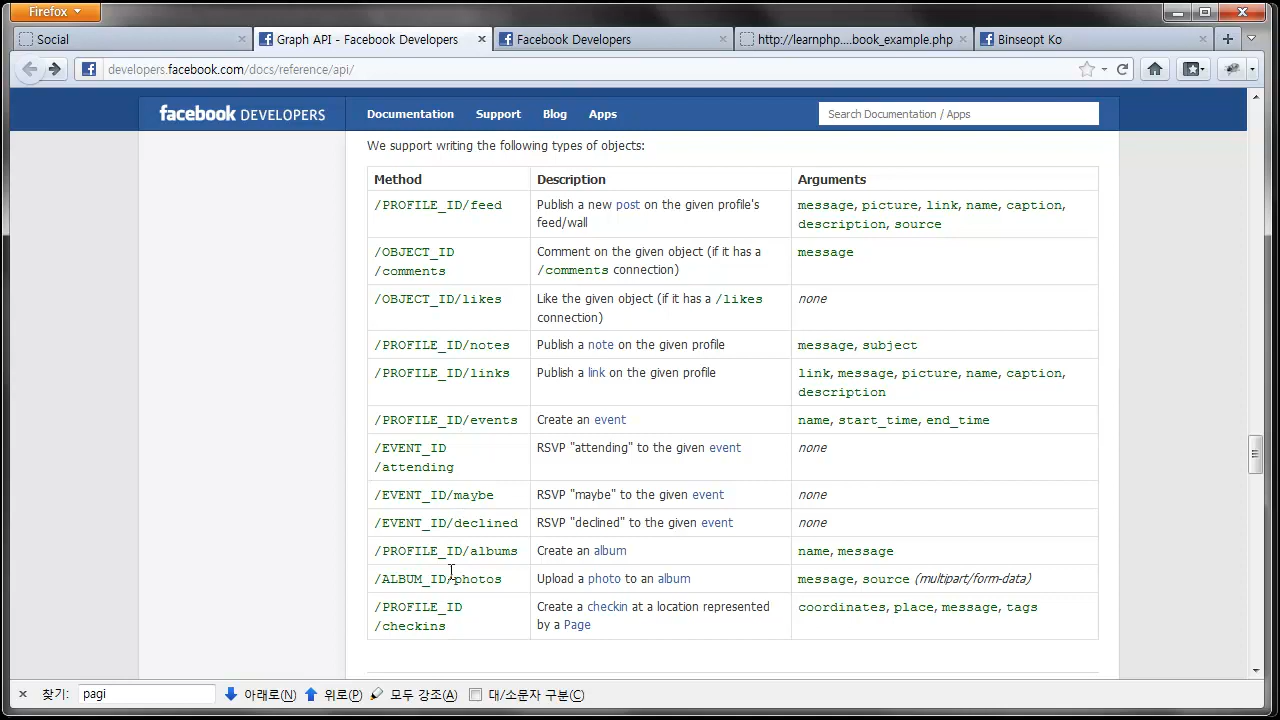 Firefox
Social
Graph API - Facebook Developers
Facebook Developers
http://learnphp....book_example.php
Binseopt Ko
developers.facebook.com/docs/reference/api/
facebook DEVELOPERS
Documentation Support Blog Apps
Search Documentation / Apps
We support writing the following types of objects:
Method Description Arguments
/PROFILE_ID/feed
Publish a new post on the given profile's
feed/wall
message, picture, link, name, caption,
description, source
/OBJECT_ID
/comments
Comment on the given object (if it has a
/comments connection)
message
/OBJECT_ID/likes
Like the given object (if it has a /likes
connection)
none
/PROFILE_ID/notes
Publish a note on the given profile
message, subject
/PROFILE_ID/links
Publish a link on the given profile
link, message, picture, name, caption,
description
/PROFILE_ID/events
Create an event
name, start_time, end_time
/EVENT_ID
/attending
RSVP "attending" to the given event
none
/EVENT_ID/maybe
RSVP "maybe" to the given event
none
/EVENT_ID/declined
RSVP "declined" to the given event
none
/PROFILE_ID/albums
Create an album
name, message
/ALBUM_ID/photos
Upload a photo to an album
message, source (multipart/form-data)
/PROFILE_ID
/checkins
Create a checkin at a location represented
by a Page
coordinates, place, message, tags
찾기: pagi 아래로(N) 위로(P) 모두 강조(A) 대/소문자 구분(C)